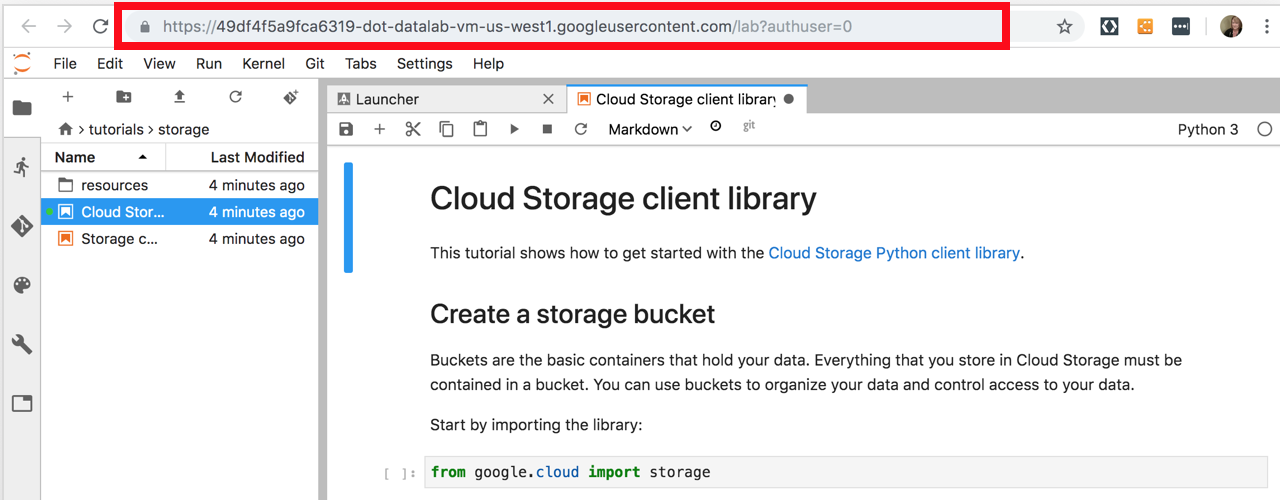 https://49df4f5a9fca6319-dot-datalab-vm-us-west1.googleusercontent.com/lab?authuser=0
File Edit View Run Kernel Git Tabs Settings Help
Launcher
Cloud Storage client library
tutorials storage
Markdown
git
Python 3
Name Last Modified
resources 4 minutes ago
Cloud Stor... 4 minutes ago
Storage c... 4 minutes ago
Cloud Storage client library
This tutorial shows how to get started with the Cloud Storage Python client library.
Create a storage bucket
Buckets are the basic containers that hold your data. Everything that you store in Cloud Storage must be
contained in a bucket. You can use buckets to organize your data and control access to your data.
Start by importing the library:
[ ]: from google.cloud import storage